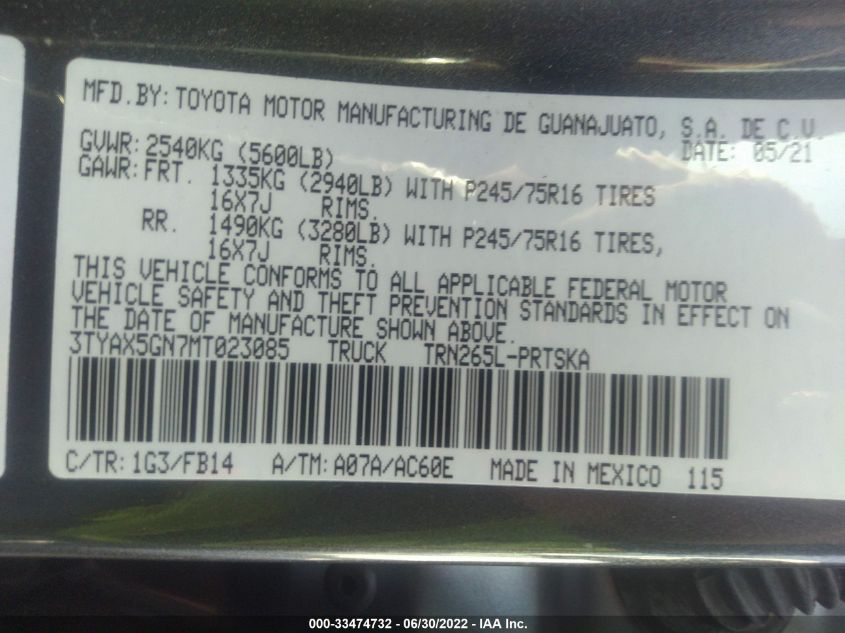 MFD.BY: TOYOTA MOTOR MANUFACTURING DE GUANAJUATO, S.A. DE C.V.
GVWR: 2540KG (5600LB) DATE: 05/21
GAWR: FRT. 1335KG (2940LB) WITH P245/75R16 TIRES
16X7J RIMS.
RR. 1490KG (3280LB) WITH P245/75R16 TIRES,
16X7J RIMS.
THIS VEHICLE CONFORMS TO ALL APPLICABLE FEDERAL MOTOR
VEHICLE SAFETY AND THEFT PREVENTION STANDARDS IN EFFECT ON
THE DATE OF MANUFACTURE SHOWN ABOVE.
3TYAX5GN7MT023085 TRUCK TRN265L-PRTSKA
C/TR: 1G3/FB14 A/TM: A07A/AC60E MADE IN MEXICO 115
000-33474732 - 06/30/2022 - IAA Inc.